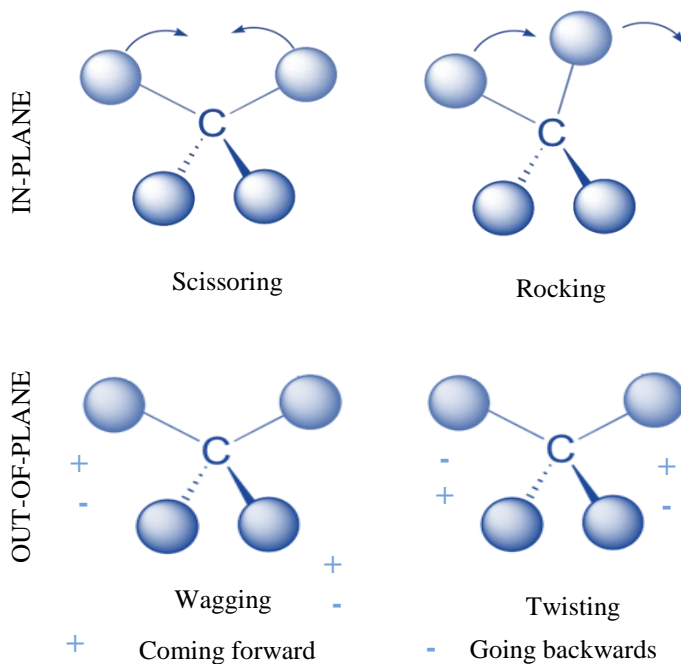 IN-PLANE
C
C
Scissoring
Rocking
OUT-OF-PLANE
C
C
+
-
-
+
+
-
+
-
Wagging
Twisting
+ Coming forward
- Going backwards